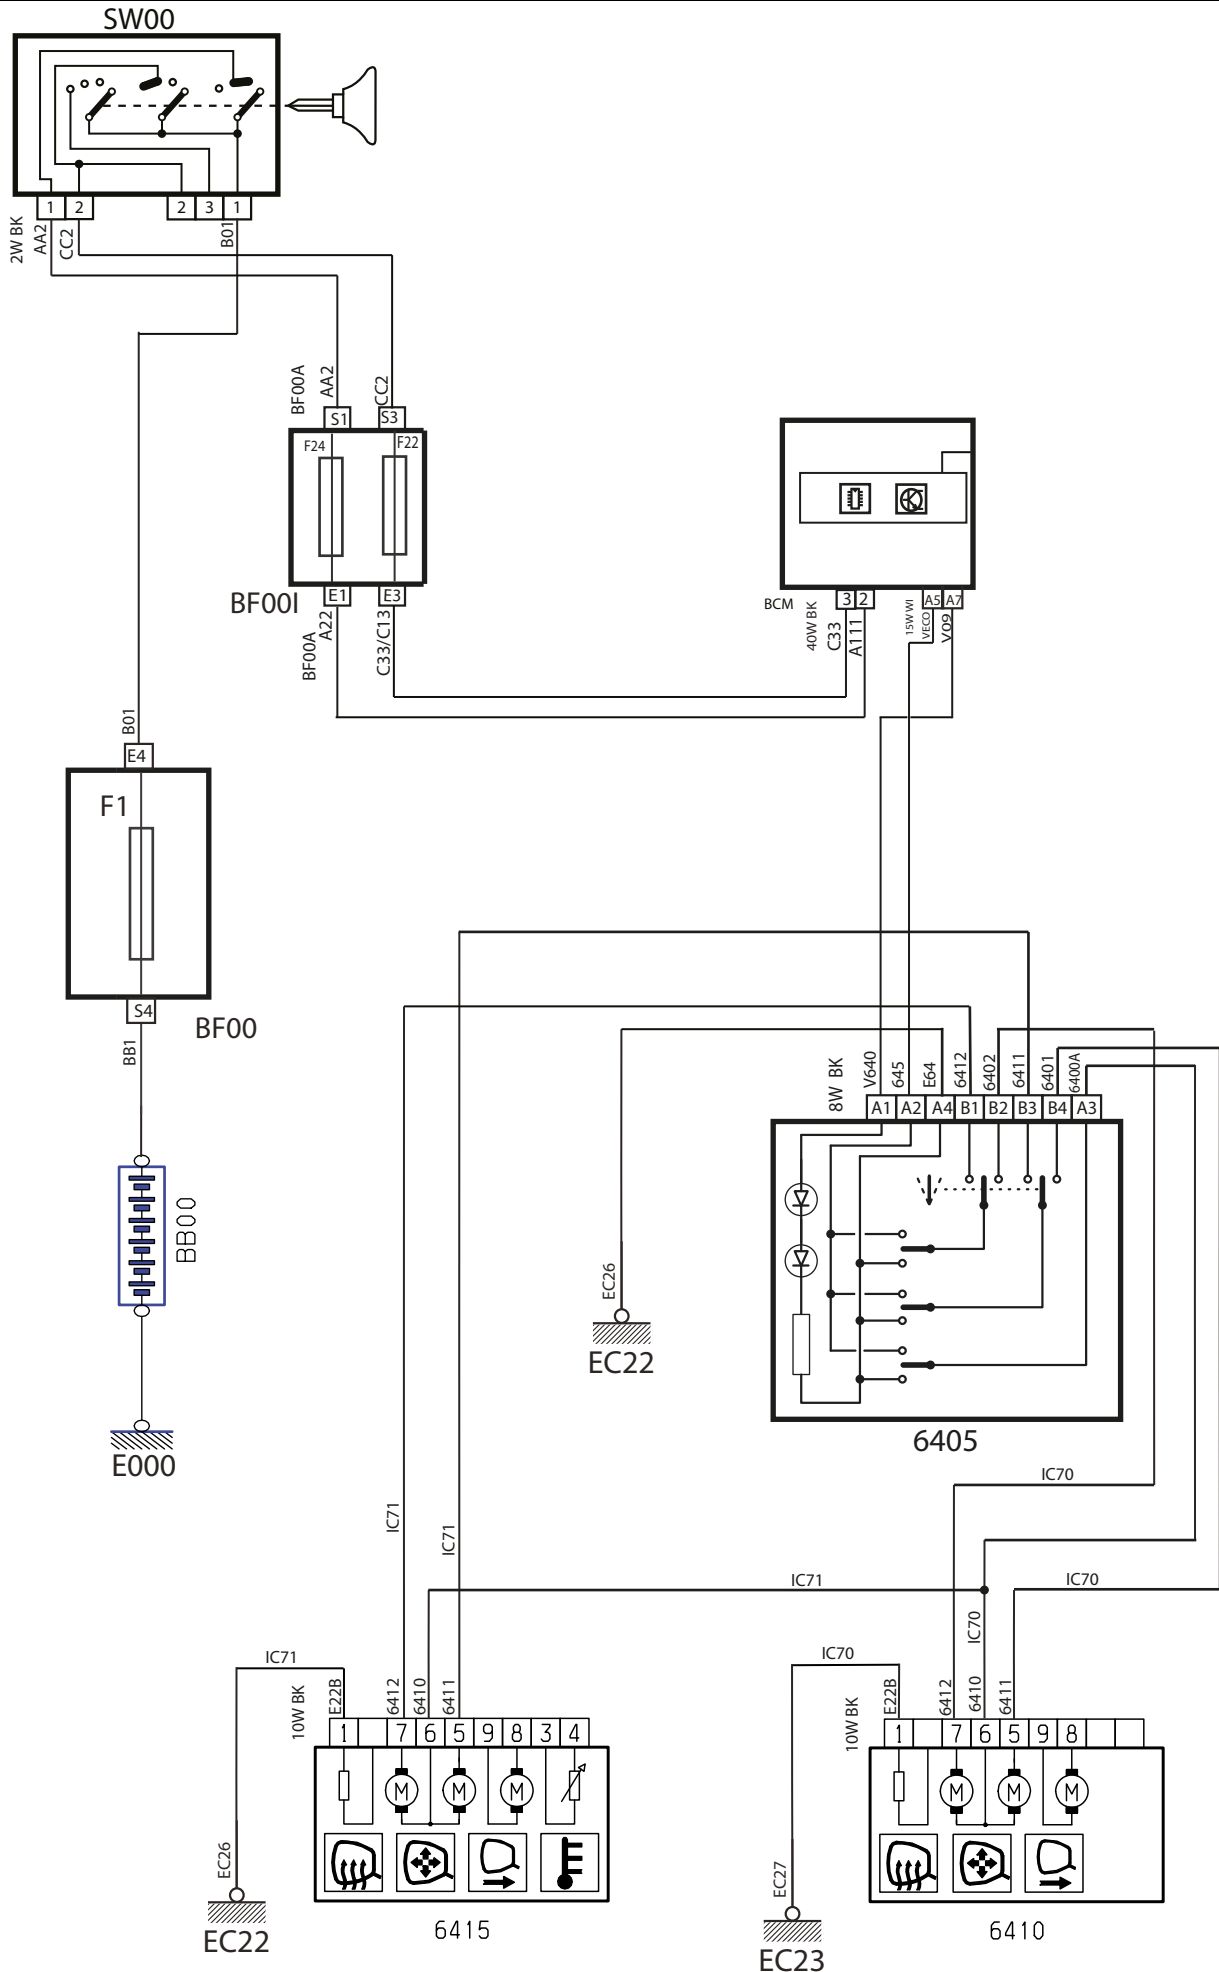 SW00
1 2 2 3 1
2W BK
AA2
CC2
B01
BF00A
AA2
CC2
S1 S3
F24 F22
E1 E3
BF00I
BF00A
A22
C33/C13
BCM
3 2 A5 A7
40W BK
C33
A111
15W WI
VECO
V09
B01
E4
F1
S4
BF00
BB1
BB00
E000
8W BK
V640
645
E64
6412
6402
6411
6401
6400A
A1 A2 A4 B1 B2 B3 B4 A3
6405
EC26
EC22
IC70
IC71
IC71
IC71
IC70
IC70
IC71
10W BK
E22B
6412
6410
6411
1 7 6 5 9 8 3 4
M M M
EC26
EC22
6415
IC70
10W BK
E22B
6412
6410
6411
1 7 6 5 9 8
M M M
EC27
EC23
6410